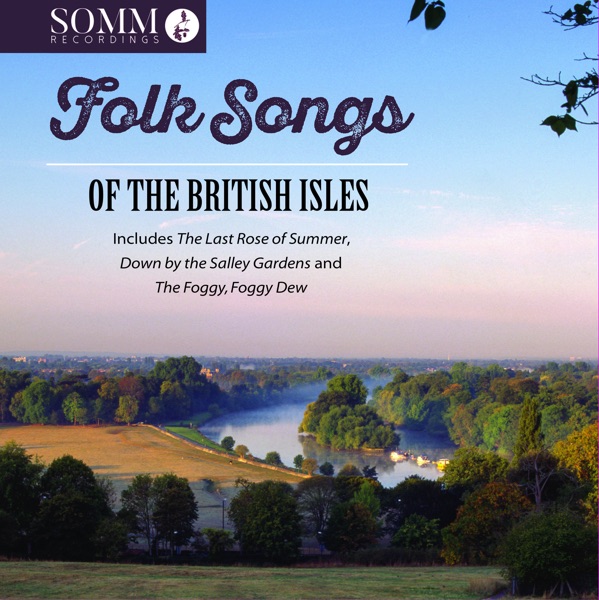 SOMM
RECORDINGS
Folk Songs
OF THE BRITISH ISLES
Includes The Last Rose of Summer,
Down by the Salley Gardens and
The Foggy, Foggy Dew